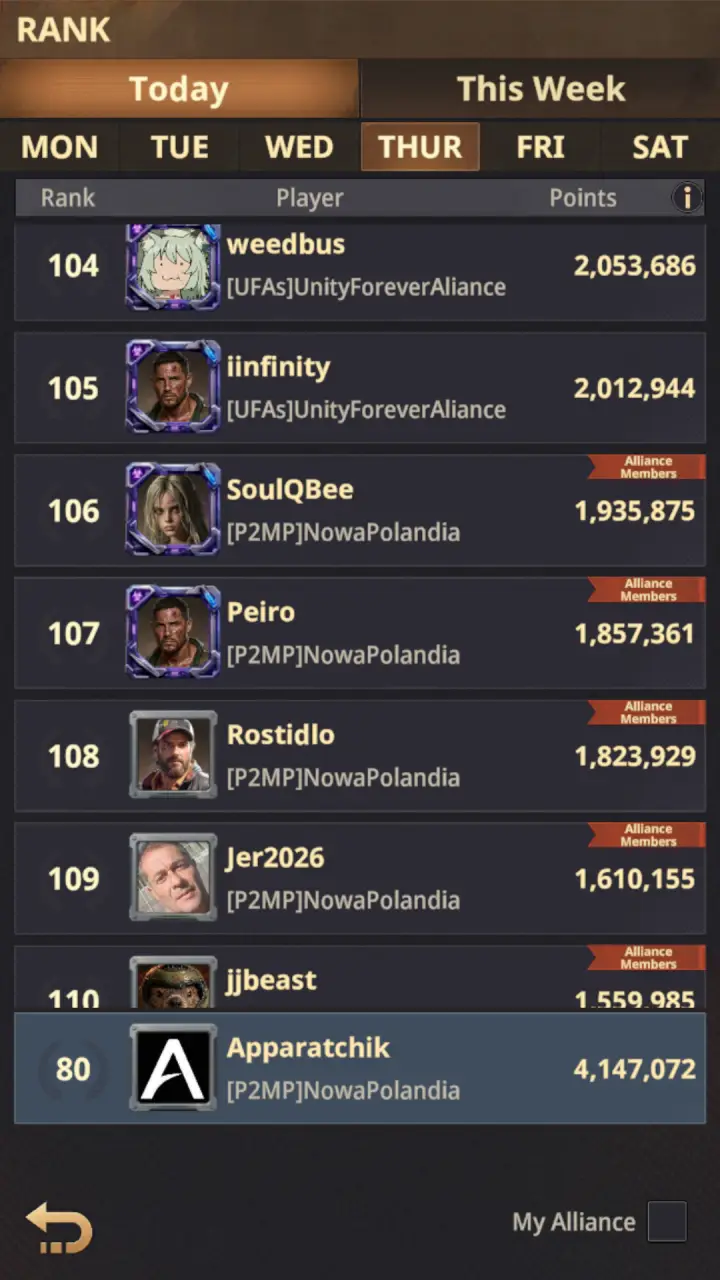 RANK
Today
This Week
MON TUE WED THUR FRI SAT
Rank Player Points i
104 weedbus 2,053,686
[UFAs]UnityForeverAlliance
105 iinfinity 2,012,944
[UFAs]UnityForeverAlliance
Alliance Members
106 SoulQBee 1,935,875
[P2MP]NowaPolandia
Alliance Members
107 Peiro 1,857,361
[P2MP]NowaPolandia
Alliance Members
108 Rostidlo 1,823,929
[P2MP]NowaPolandia
Alliance Members
109 Jer2026 1,610,155
[P2MP]NowaPolandia
Alliance Members
110 jjbeast 1,559,985
80 Apparatchik 4,147,072
[P2MP]NowaPolandia
My Alliance